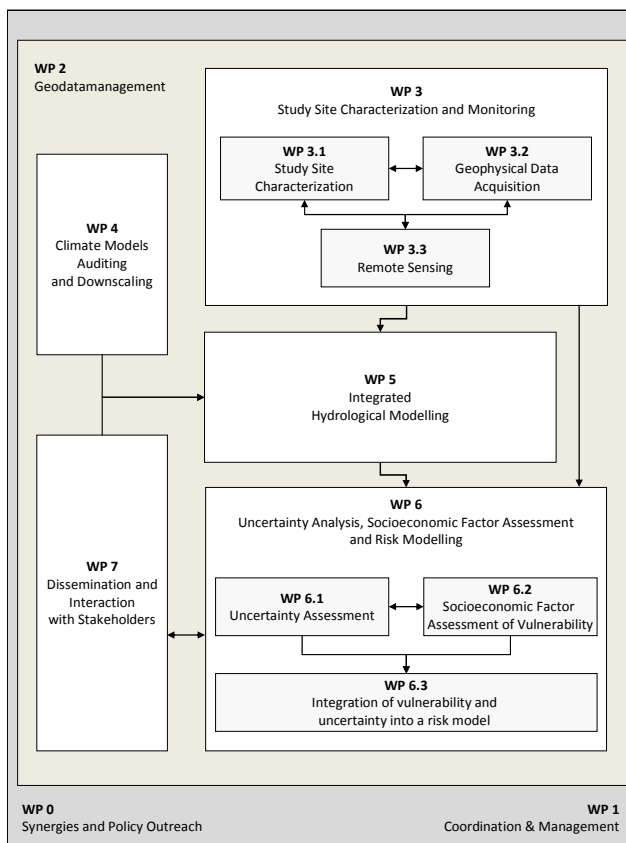 WP 2
Geodatamanagement
WP 3
Study Site Characterization and Monitoring
WP 3.1
Study Site
Characterization
WP 3.2
Geophysical Data
Acquisition
WP 3.3
Remote Sensing
WP 4
Climate Models
Auditing
and Downscaling
WP 5
Integrated
Hydrological Modelling
WP 6
Uncertainty Analysis, Socioeconomic Factor Assessment
and Risk Modelling
WP 7
Dissemination and
Interaction
with Stakeholders
WP 6.1
Uncertainty Assessment
WP 6.2
Socioeconomic Factor
Assessment of Vulnerability
WP 6.3
Integration of vulnerability and
uncertainty into a risk model
WP 0
Synergies and Policy Outreach
WP 1
Coordination & Management